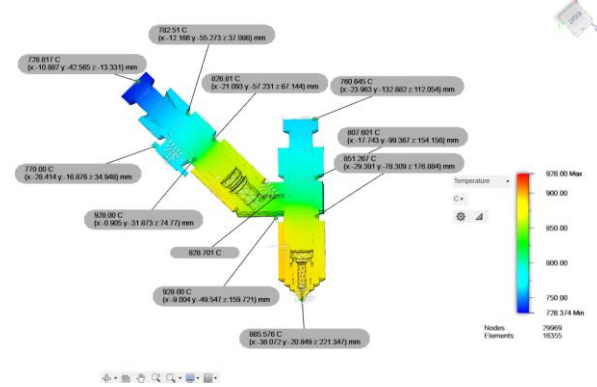 782.51 C
(x -12.166 y -55.273 z 37.086) mm
728.817 C
(x -10.887 y -42.565 z -13.331) mm
826.81 C
(x -21.093 y -57.231 z 67.144) mm
760.645 C
(x -23.963 y -132.882 z 112.054) mm
807.601 C
(x -17.743 y -99.367 z 154.156) mm
851.267 C
(x -29.391 y -78.309 z 176.884) mm
770.00 C
(x -28.414 y -16.876 z 34.948) mm
928.00 C
(x -0.905 y -31.873 z 74.77) mm
828.701 C
928.00 C
(x -9.004 y -49.547 z 159.721) mm
885.576 C
(x -38.072 y -20.849 z 221.347) mm
Temperature
C
928.00 Max
900.00
850.00
800.00
750.00
728.374 Min
Nodes: 29969
Elements: 16355